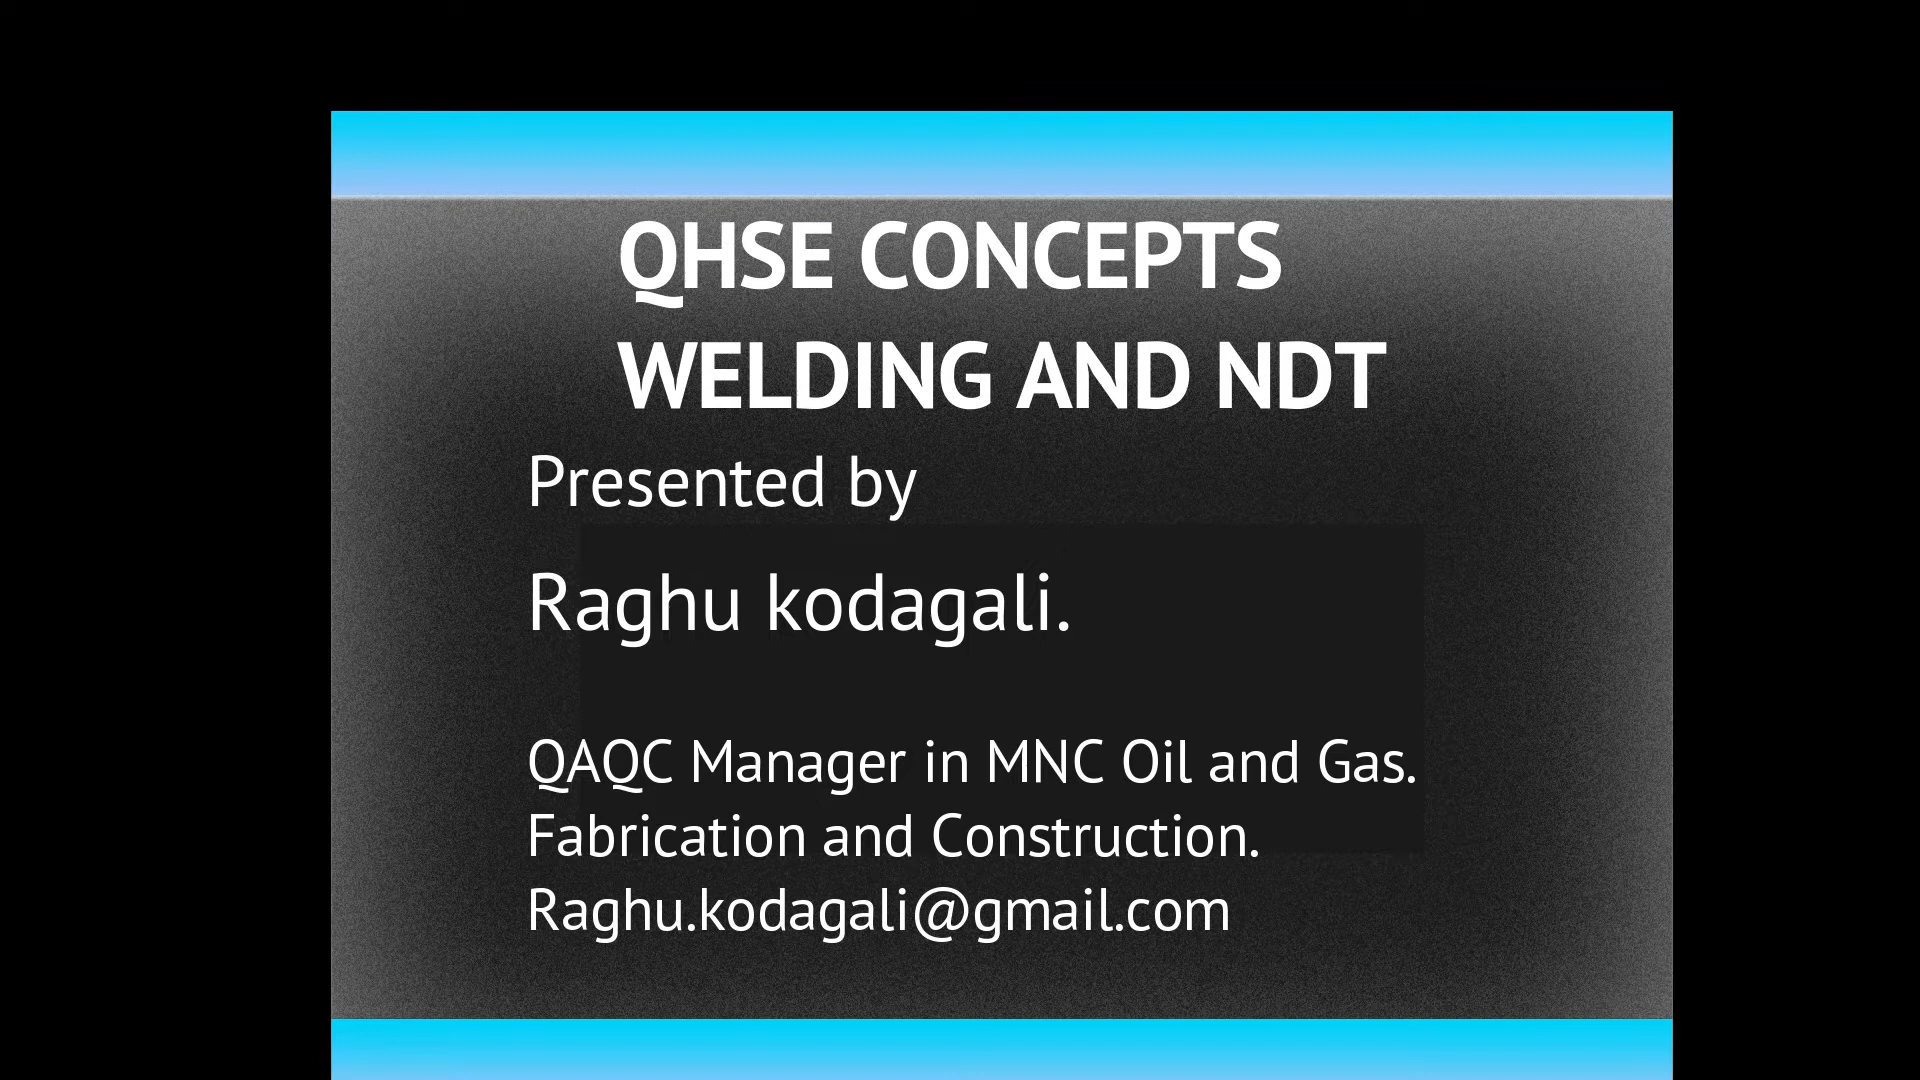 QHSE CONCEPTS
WELDING AND NDT
Presented by
Raghu kodagali.
QAQC Manager in MNC Oil and Gas.
Fabrication and Construction.
Raghu.kodagali@gmail.com